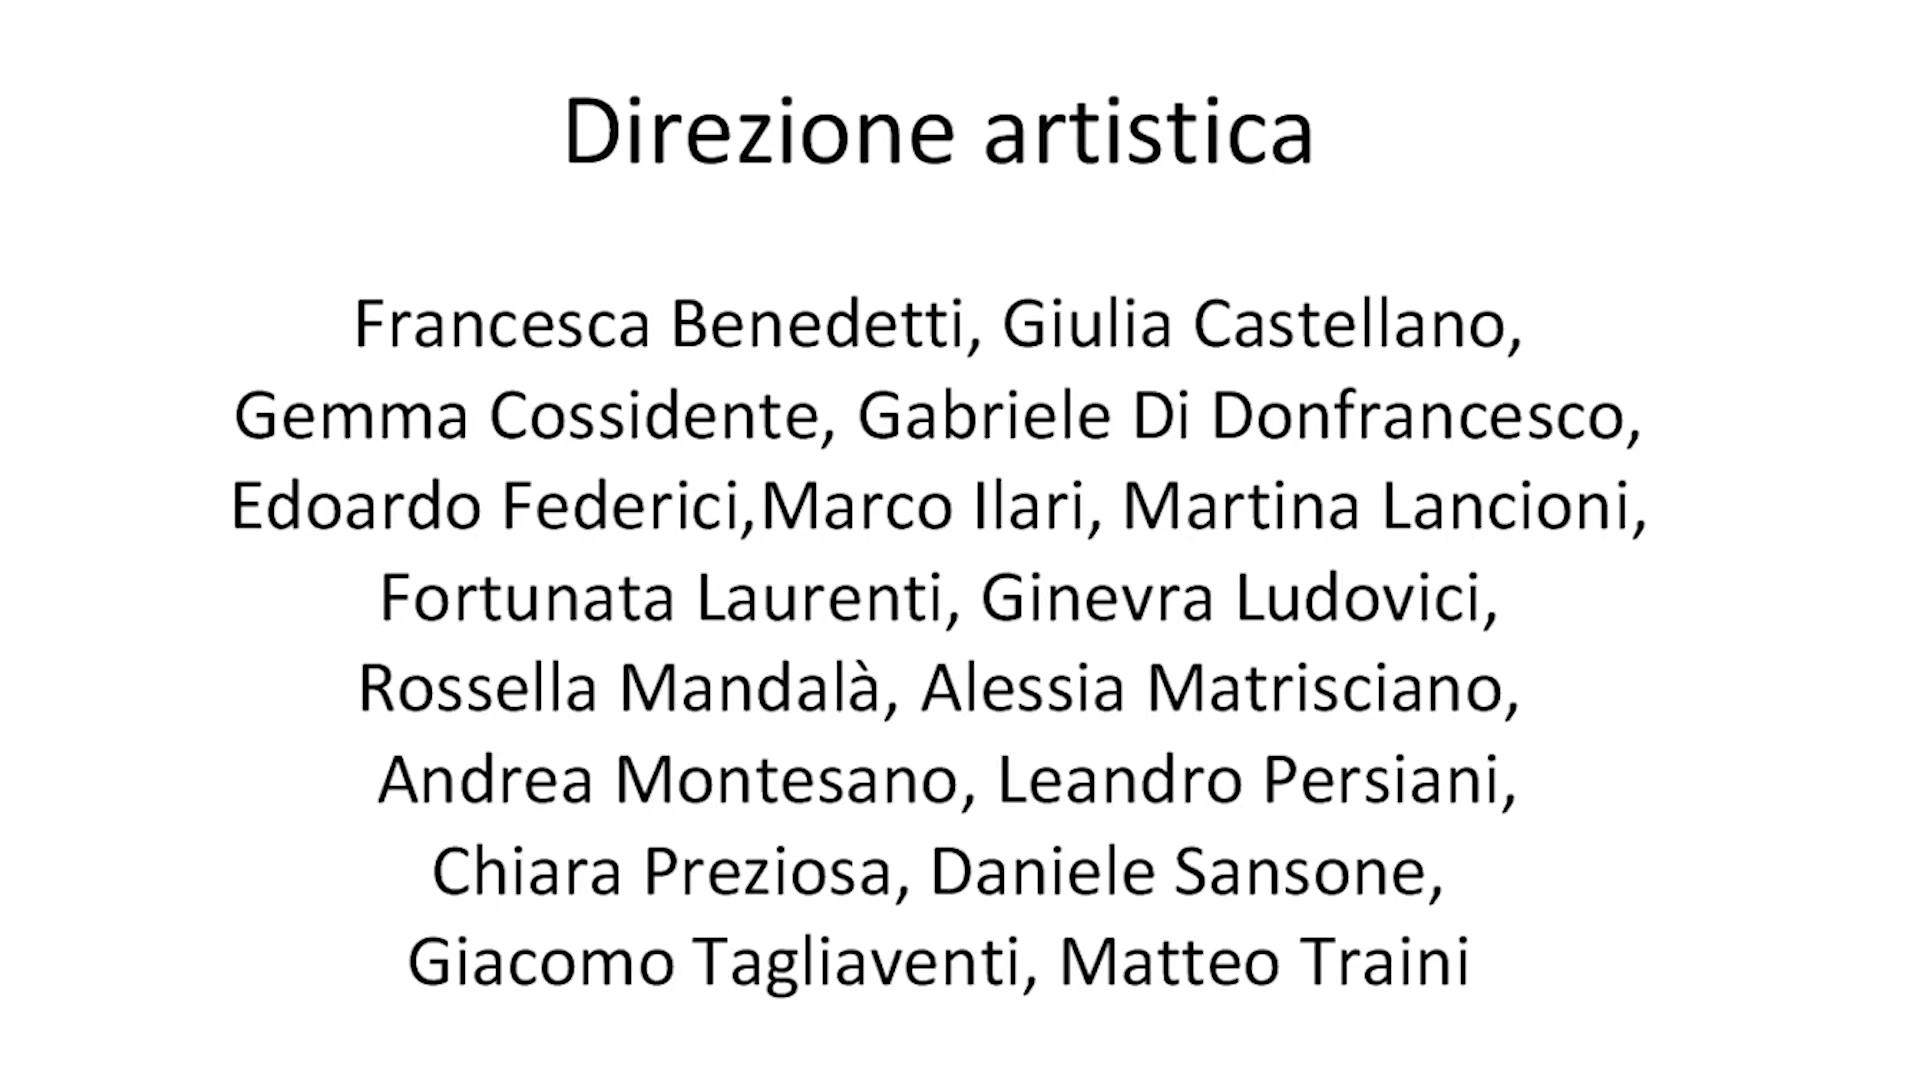 Direzione artistica
Francesca Benedetti, Giulia Castellano,
Gemma Cossidente, Gabriele Di Donfrancesco,
Edoardo Federici,Marco Ilari, Martina Lancioni,
Fortunata Laurenti, Ginevra Ludovici,
Rossella Mandalà, Alessia Matrisciano,
Andrea Montesano, Leandro Persiani,
Chiara Preziosa, Daniele Sansone,
Giacomo Tagliaventi, Matteo Traini